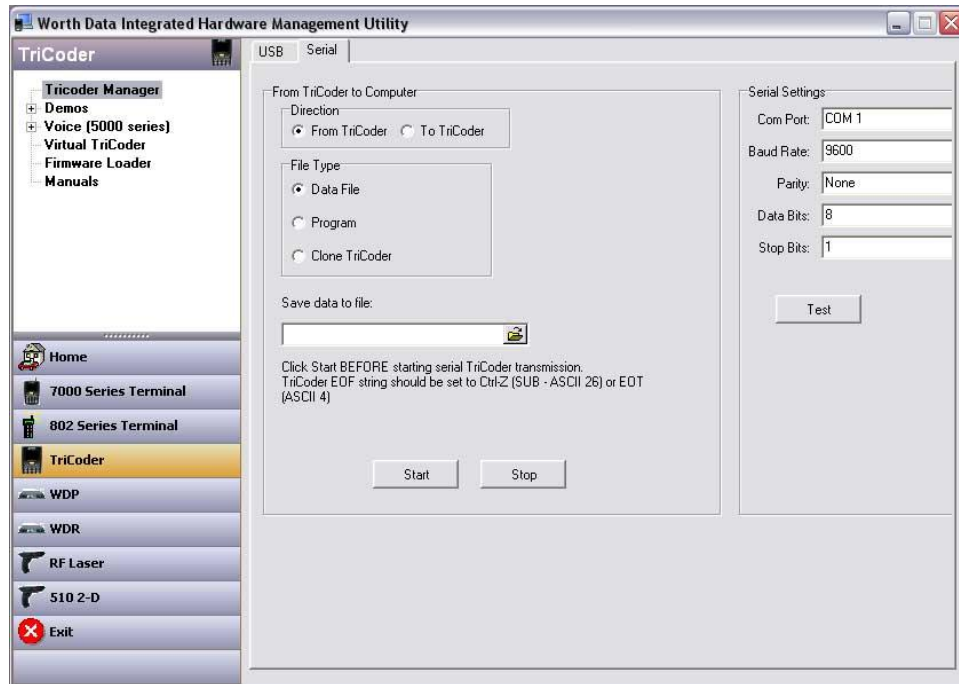 Worth Data Integrated Hardware Management Utility
TriCoder
Tricoder Manager
Demos
Voice (5000 series)
Virtual TriCoder
Firmware Loader
Manuals
Home
7000 Series Terminal
802 Series Terminal
TriCoder
WDP
WDR
RF Laser
510 2-D
Exit
USB Serial
From TriCoder to Computer
Direction
From TriCoder To TriCoder
File Type
Data File
Program
Clone TriCoder
Save data to file:
Click Start BEFORE starting serial TriCoder transmission.
TriCoder EOF string should be set to Ctrl-Z (SUB - ASCII 26) or EOT
(ASCII 4)
Start Stop
Serial Settings
Com Port: COM 1
Baud Rate: 9600
Parity: None
Data Bits: 8
Stop Bits: 1
Test